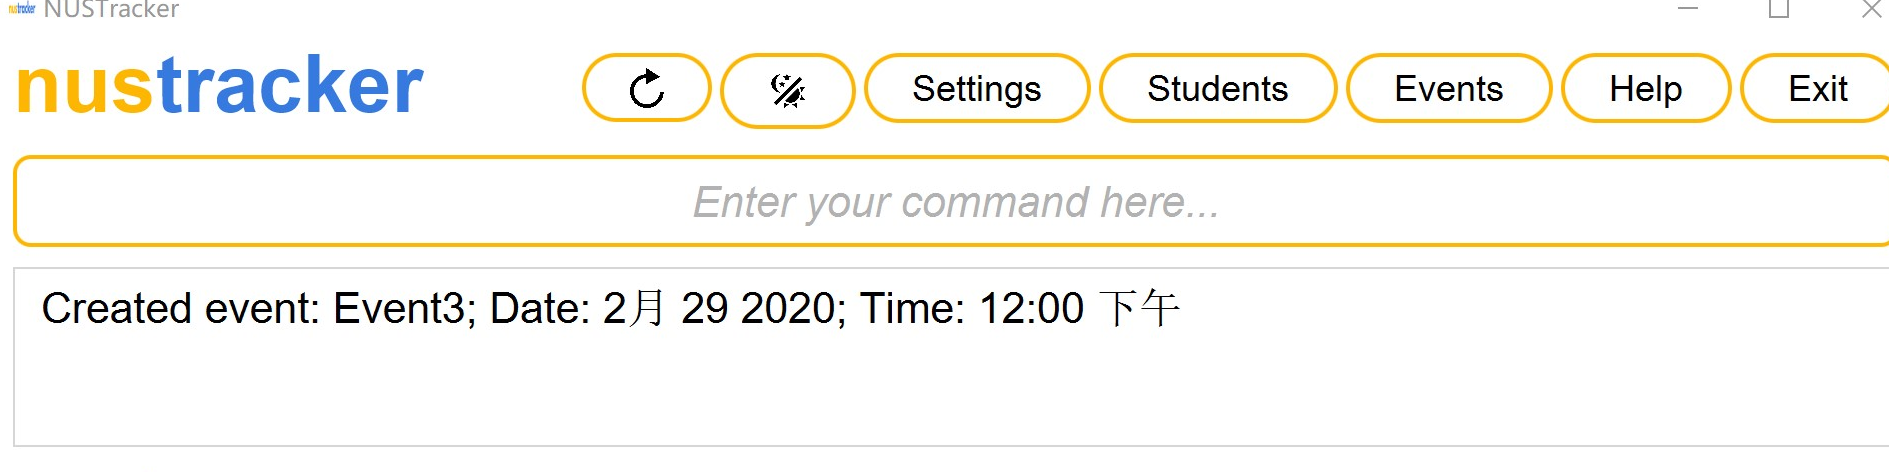 nustracker NUSTracker
nustracker
Settings Students Events Help Exit
Enter your command here...
Created event: Event3; Date: 2月 29 2020; Time: 12:00 下午